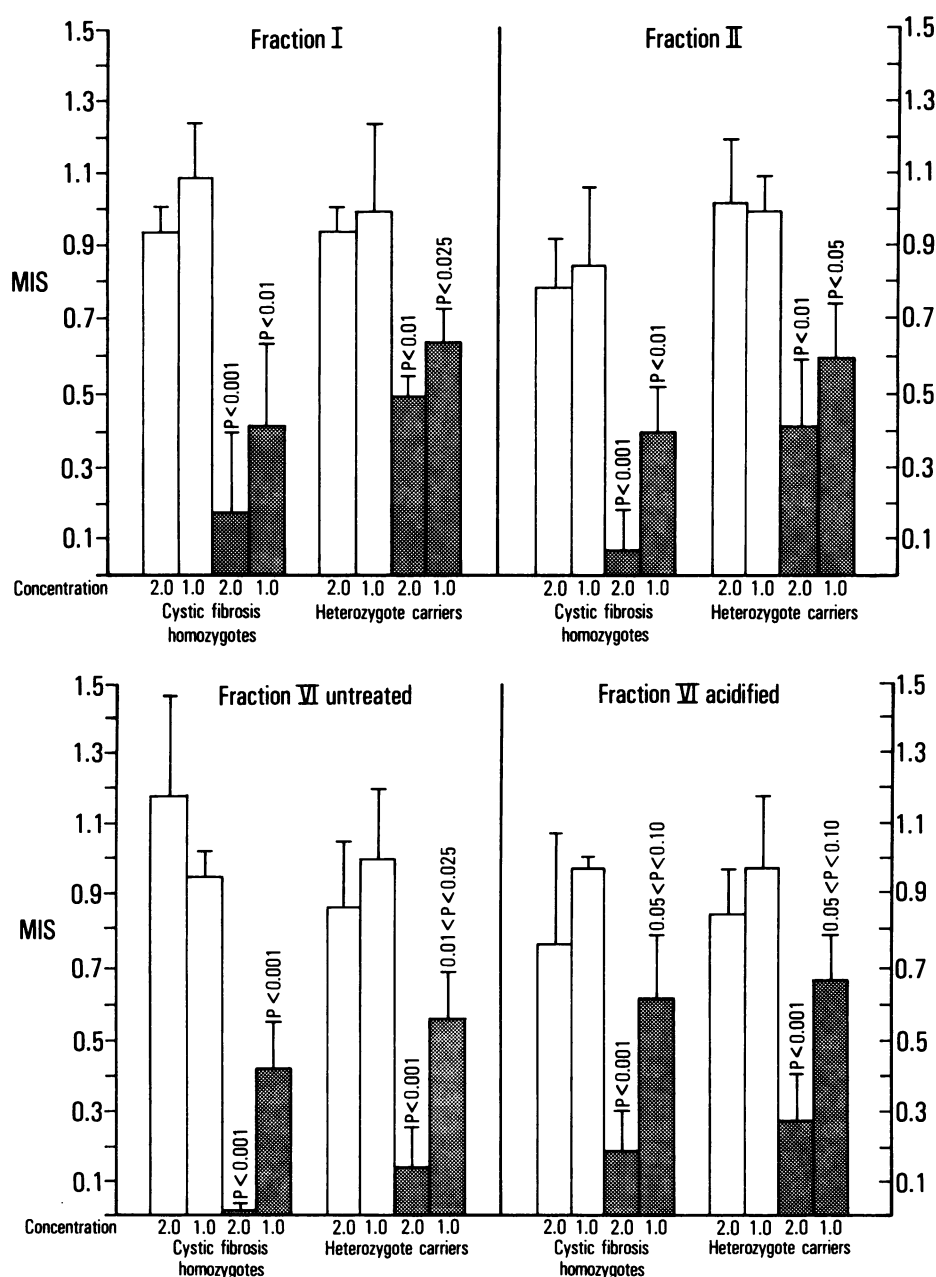 Fraction I
Fraction II
MIS
1.5
1.3
1.1
0.9
0.7
0.5
0.3
0.1
P<0.001
P<0.01
P<0.01
P<0.025
P<0.001
P<0.01
P<0.01
P<0.05
1.5
1.3
1.1
0.9
0.7
0.5
0.3
0.1
Concentration 2.0 1.0 2.0 1.0 2.0 1.0 2.0 1.0 2.0 1.0 2.0 1.0 2.0 1.0 2.0 1.0
Cystic fibrosis homozygotes
Heterozygote carriers
Cystic fibrosis homozygotes
Heterozygote carriers
Fraction VI untreated
Fraction VI acidified
MIS
1.5
1.3
1.1
0.9
0.7
0.5
0.3
0.1
P<0.001
P<0.001
P<0.001
0.01<P<0.025
P<0.001
0.05<P<0.10
P<0.001
0.05<P<0.10
1.5
1.3
1.1
0.9
0.7
0.5
0.3
0.1
Concentration 2.0 1.0 2.0 1.0 2.0 1.0 2.0 1.0 2.0 1.0 2.0 1.0 2.0 1.0 2.0 1.0
Cystic fibrosis homozygotes
Heterozygote carriers
Cystic fibrosis homozygotes
Heterozygote carriers